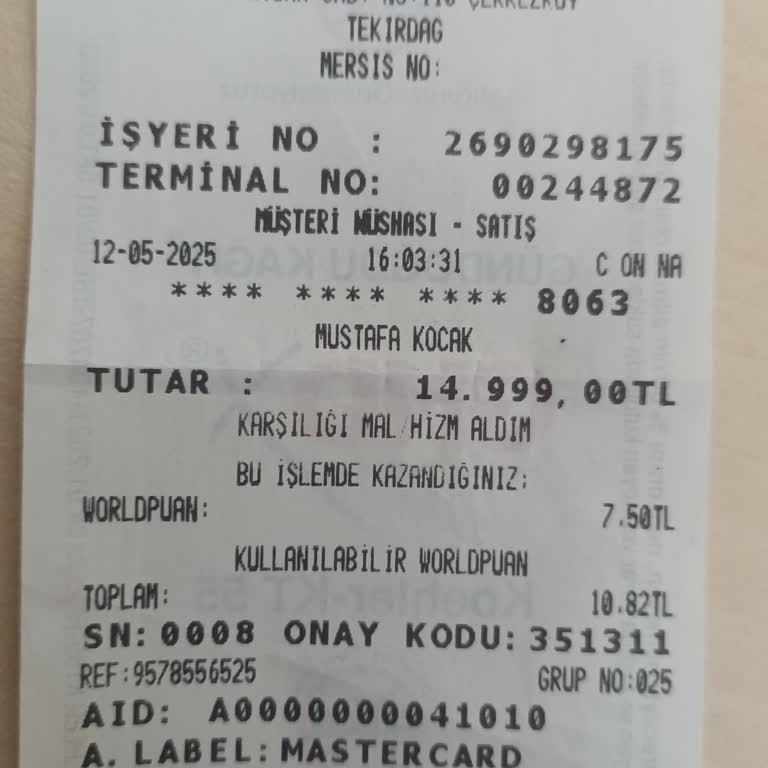 ÇERKEZKÖY
TEKIRDAG
MERSIS NO:
İŞYERİ NO : 2690298175
TERMİNAL NO: 00244872
MÜŞTERİ NÜSHASI - SATIŞ
12-05-2025 16:03:31 C ON NA
**** **** **** 8063
MUSTAFA KOCAK
TUTAR : 14.999,00TL
KARŞILIĞI MAL/HİZM ALDIM
BU İŞLEMDE KAZANDIĞINIZ:
WORLDPUAN: 7.50TL
KULLANILABİLİR WORLDPUAN
TOPLAM: 10.82TL
SN: 0008 ONAY KODU: 351311
REF:9578556525 GRUP NO:025
AID: A0000000041010
A. LABEL: MASTERCARD